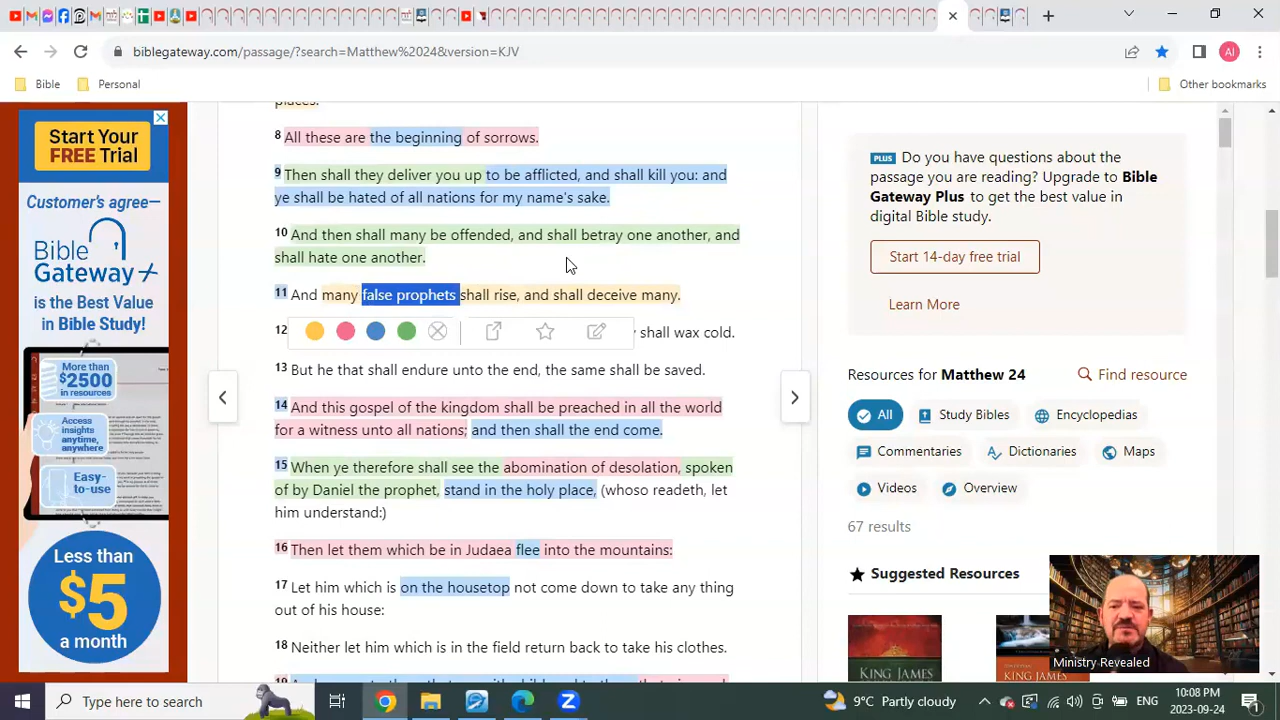 biblegateway.com/passage/?search=Matthew%2024&version=KJV
AI
Bible
Personal
Other bookmarks
places.
8 All these are the beginning of sorrows.
9 Then shall they deliver you up to be afflicted, and shall kill you: and
ye shall be hated of all nations for my name's sake.
10 And then shall many be offended, and shall betray one another, and
shall hate one another.
11 And many false prophets shall rise, and shall deceive many.
12
shall wax cold.
13 But he that shall endure unto the end, the same shall be saved.
14 And this gospel of the kingdom shall be preached in all the world
for a witness unto all nations; and then shall the end come.
15 When ye therefore shall see the abomination of desolation, spoken
of by Daniel the prophet, stand in the holy place, (whoso readeth, let
him understand:)
16 Then let them which be in Judaea flee into the mountains:
17 Let him which is on the housetop not come down to take any thing
out of his house:
18 Neither let him which is in the field return back to take his clothes.
Start Your
FREE Trial
Customer's agree—
Bible
Gateway+
is the Best Value
in Bible Study!
More than
$2500
in resources
Access
insights
anytime,
anywhere
Easy-
to-use
Less than
$5
a month
PLUS Do you have questions about the
passage you are reading? Upgrade to Bible
Gateway Plus to get the best value in
digital Bible study.
Start 14-day free trial
Learn More
Resources for Matthew 24
Find resource
All
Study Bibles
Encyclopedias
Commentaries
Dictionaries
Maps
Videos
Overview
67 results
Suggested Resources
KING JAMES
KING JAMES
Ministry Revealed
Type here to search
9°C Partly cloudy
ENG
10:08 PM
2023-09-24